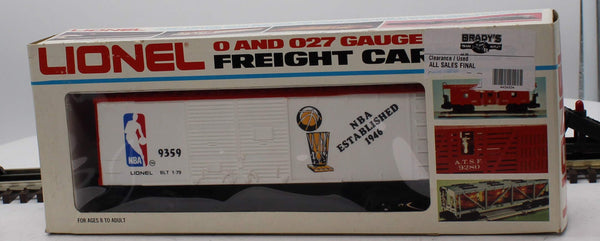 LIONEL
O AND O27 GAUGE
FREIGHT CAR
BRADY'S
Clearance / Used
ALL SALES FINAL
NBA
9359
LIONEL BLT 1-79
NBA
ESTABLISHED
1946
A.T.S.F.
9280
FOR AGES 8 TO ADULT